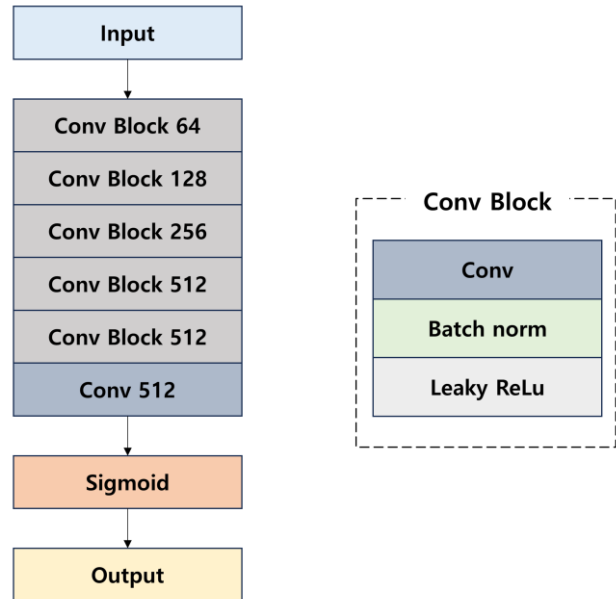 Input
Conv Block 64
Conv Block 128
Conv Block 256
Conv Block 512
Conv Block 512
Conv 512
Sigmoid
Output
Conv Block
Conv
Batch norm
Leaky ReLu